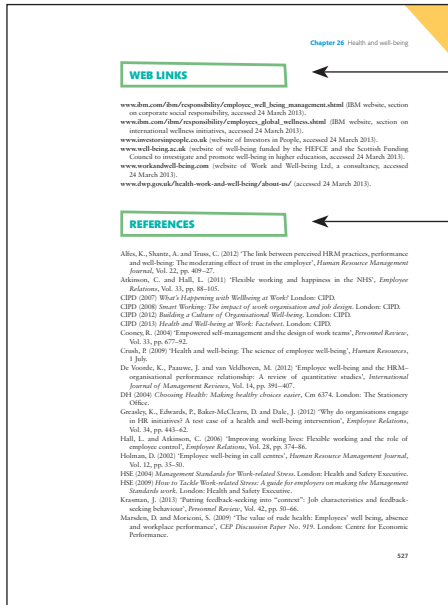 Chapter 26 Health and well-being
WEB LINKS
www.ibm.com/ibm/responsibility/employee_well_being_management.shtml (IBM website, section
on corporate social responsibility, accessed 24 March 2013).
www.ibm.com/ibm/responsibility/employees_global_wellness.shtml (IBM website, section on
international wellness initiatives, accessed 24 March 2013).
www.investorsinpeople.co.uk (website of Investors in People, accessed 24 March 2013).
www.well-being.ac.uk (website of well-being funded by the HEFCE and the Scottish Funding
Council to investigate and promote well-being in higher education, accessed 24 March 2013).
www.workandwell-being.com (website of Work and Well-being Ltd, a consultancy, accessed
24 March 2013).
www.dwp.gov.uk/health-work-and-well-being/about-us/ (accessed 24 March 2013).
REFERENCES
Alfes, K., Shantz, A. and Truss, C. (2012) 'The link between perceived HRM practices, performance
and well-being: The moderating effect of trust in the employer', Human Resource Management
Journal, Vol. 22, pp. 409–27.
Atkinson, C. and Hall, L. (2011) 'Flexible working and happiness in the NHS', Employee
Relations, Vol. 33, pp. 88–105.
CIPD (2007) What's Happening with Wellbeing at Work? London: CIPD.
CIPD (2008) Smart Working: The impact of work organisation and job design. London: CIPD.
CIPD (2012) Building a Culture of Organisational Well-being. London: CIPD.
CIPD (2013) Health and Well-being at Work: Factsheet. London: CIPD.
Cooney, R. (2004) 'Empowered self-management and the design of work teams', Personnel Review,
Vol. 33, pp. 677–92.
Crush, P. (2009) 'Health and well-being: The science of employee well-being', Human Resources,
1 July.
De Voorde, K., Paauwe, J. and van Veldhoven, M. (2012) 'Employee well-being and the HRM–
organisational performance relationship: A review of quantitative studies', International
Journal of Management Reviews, Vol. 14, pp. 391–407.
DH (2004) Choosing Health: Making healthy choices easier, Cm 6374. London: The Stationery
Office.
Greasley, K., Edwards, P., Baker-McClearn, D. and Dale, J. (2012) 'Why do organisations engage
in HR initiatives? A test case of a health and well-being intervention', Employee Relations,
Vol. 34, pp. 443–62.
Hall, L. and Atkinson, C. (2006) 'Improving working lives: Flexible working and the role of
employee control', Employee Relations, Vol. 28, pp. 374–86.
Holman, D. (2002) 'Employee well-being in call centres', Human Resource Management Journal,
Vol. 12, pp. 35–50.
HSE (2004) Management Standards for Work-related Stress. London: Health and Safety Executive.
HSE (2009) How to Tackle Work-related Stress: A guide for employers on making the Management
Standards work. London: Health and Safety Executive.
Krasman, J. (2013) 'Putting feedback-seeking into "context": Job characteristics and feedback-
seeking behaviour', Personnel Review, Vol. 42, pp. 50–66.
Marsden, D. and Moriconi, S. (2009) 'The value of rude health: Employees' well being, absence
and workplace performance', CEP Discussion Paper No. 919. London: Centre for Economic
Performance.
527